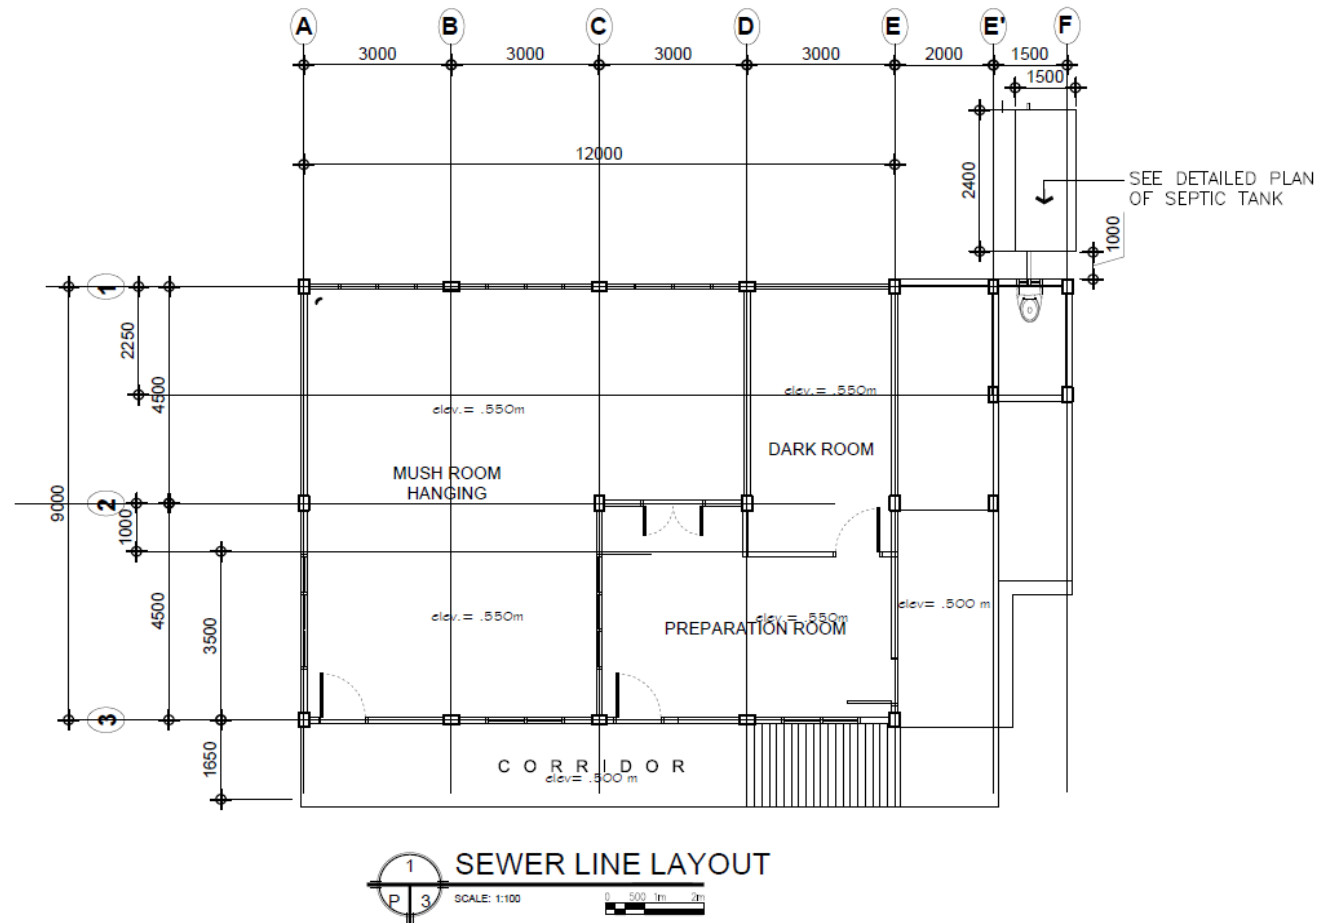 A B C D E E' F
3000 3000 3000 3000 2000 1500
1500
12000
2400
SEE DETAILED PLAN
OF SEPTIC TANK
1000
1
2250
4500
elev.= .550m
elev.= .550m
DARK ROOM
MUSH ROOM
HANGING
9000
2
1000
4500
3500
elev.= .550m
elev.= .550m
elev= .500 m
PREPARATION ROOM
3
1650
CORRIDOR
elev= .500 m
1
P 3
SEWER LINE LAYOUT
SCALE: 1:100
0 500 1m 2m